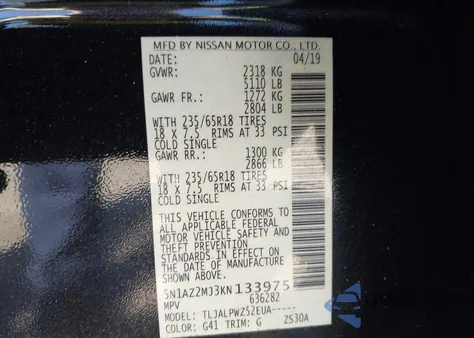 MFD BY NISSAN MOTOR CO., LTD.
DATE: 04/19
GVWR: 2318 KG
5110 LB
GAWR FR.: 1272 KG
2804 LB
WITH 235/65R18 TIRES
18 X 7.5 RIMS AT 33 PSI
COLD SINGLE
GAWR RR.: 1300 KG
2866 LB
WITH 235/65R18 TIRES
18 X 7.5 RIMS AT 33 PSI
COLD SINGLE
THIS VEHICLE CONFORMS TO
ALL APPLICABLE FEDERAL
MOTOR VEHICLE SAFETY AND
THEFT PREVENTION
STANDARDS IN EFFECT ON
THE DATE OF MANUFACTURE
SHOWN ABOVE.
5N1AZ2MJ3KN133975
MPV 636282
MODEL: TLJALPWZ52EUA-----
COLOR: G41 TRIM: G ZS30A